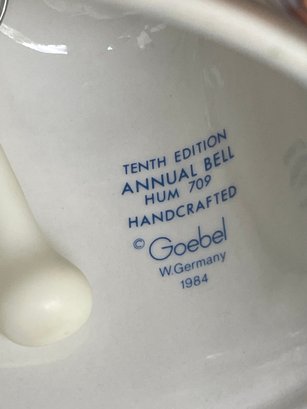 TENTH EDITION
ANNUAL BELL
HUM 709
HANDCRAFTED
© Goebel
W.Germany
1984